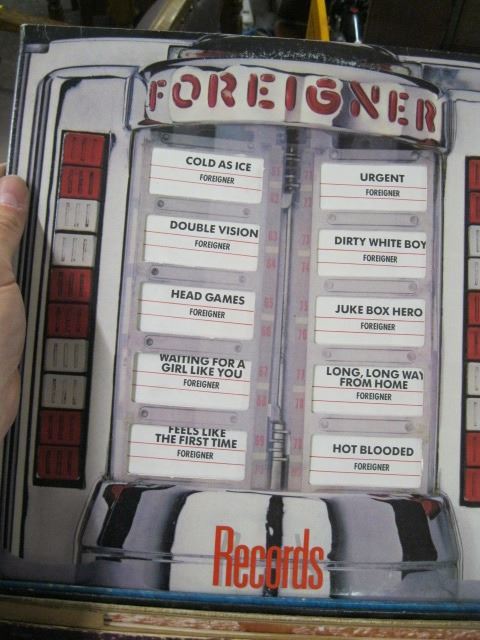 FOREIGNER
COLD AS ICE
FOREIGNER
DOUBLE VISION
FOREIGNER
HEAD GAMES
FOREIGNER
WAITING FOR A
GIRL LIKE YOU
FOREIGNER
FEELS LIKE
THE FIRST TIME
FOREIGNER
URGENT
FOREIGNER
DIRTY WHITE BOY
FOREIGNER
JUKE BOX HERO
FOREIGNER
LONG, LONG WAY
FROM HOME
FOREIGNER
HOT BLOODED
FOREIGNER
Records